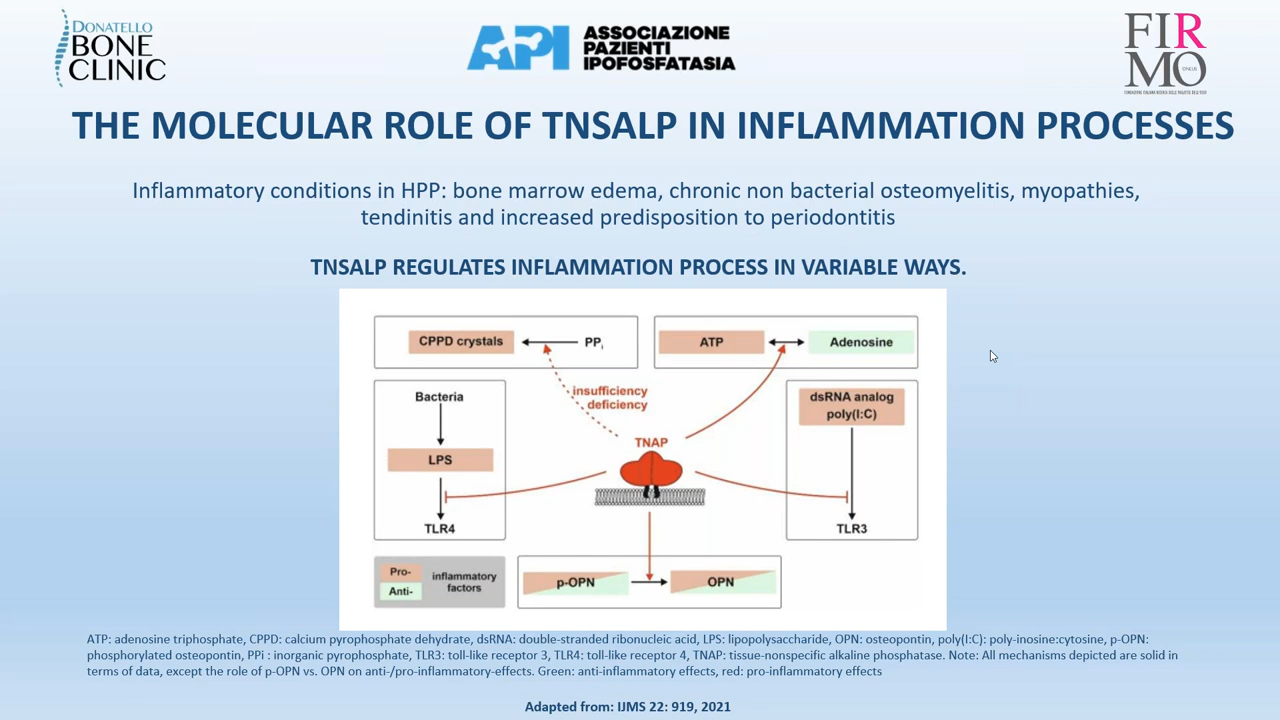 DONATELLO
BONE
CLINIC
API ASSOCIAZIONE
PAZIENTI
IPOFOSFATASIA
FIR
MO
THE MOLECULAR ROLE OF TNSALP IN INFLAMMATION PROCESSES
Inflammatory conditions in HPP: bone marrow edema, chronic non bacterial osteomyelitis, myopathies,
tendinitis and increased predisposition to periodontitis
TNSALP REGULATES INFLAMMATION PROCESS IN VARIABLE WAYS.
CPPD crystals
PPi
ATP
Adenosine
insufficiency
deficiency
Bacteria
LPS
TLR4
TNAP
dsRNA analog
poly(I:C)
TLR3
Pro-
Anti-
inflammatory
factors
p-OPN
OPN
ATP: adenosine triphosphate, CPPD: calcium pyrophosphate dehydrate, dsRNA: double-stranded ribonucleic acid, LPS: lipopolysaccharide, OPN: osteopontin, poly(I:C): poly-inosine:cytosine, p-OPN:
phosphorylated osteopontin, PPi : inorganic pyrophosphate, TLR3: toll-like receptor 3, TLR4: toll-like receptor 4, TNAP: tissue-nonspecific alkaline phosphatase. Note: All mechanisms depicted are solid in
terms of data, except the role of p-OPN vs. OPN on anti-/pro-inflammatory-effects. Green: anti-inflammatory effects, red: pro-inflammatory effects
Adapted from: IJMS 22: 919, 2021